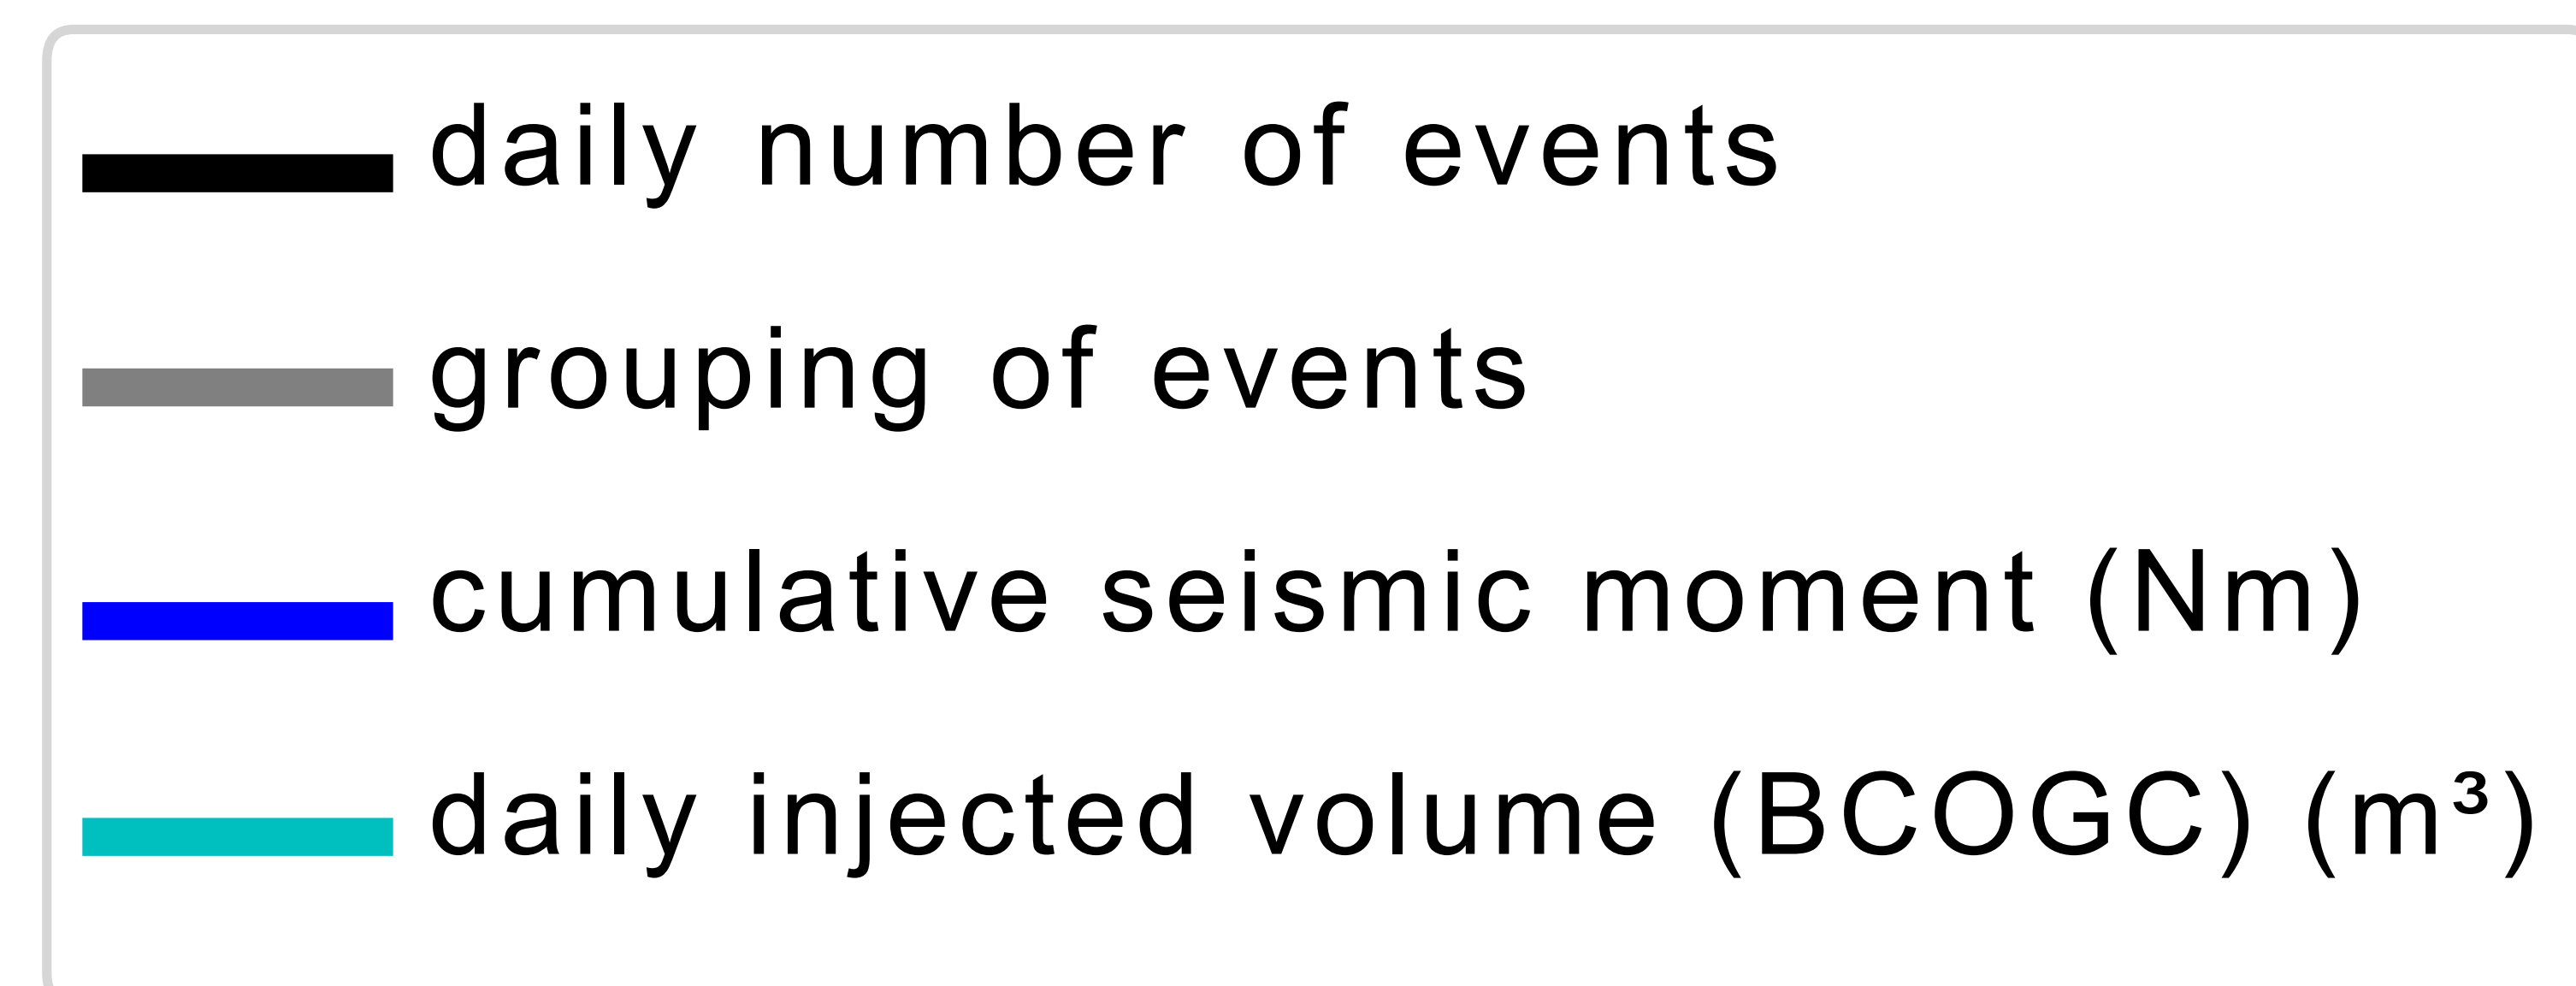 daily number of events
grouping of events
cumulative seismic moment (Nm)
daily injected volume (BCOGC) (m³)